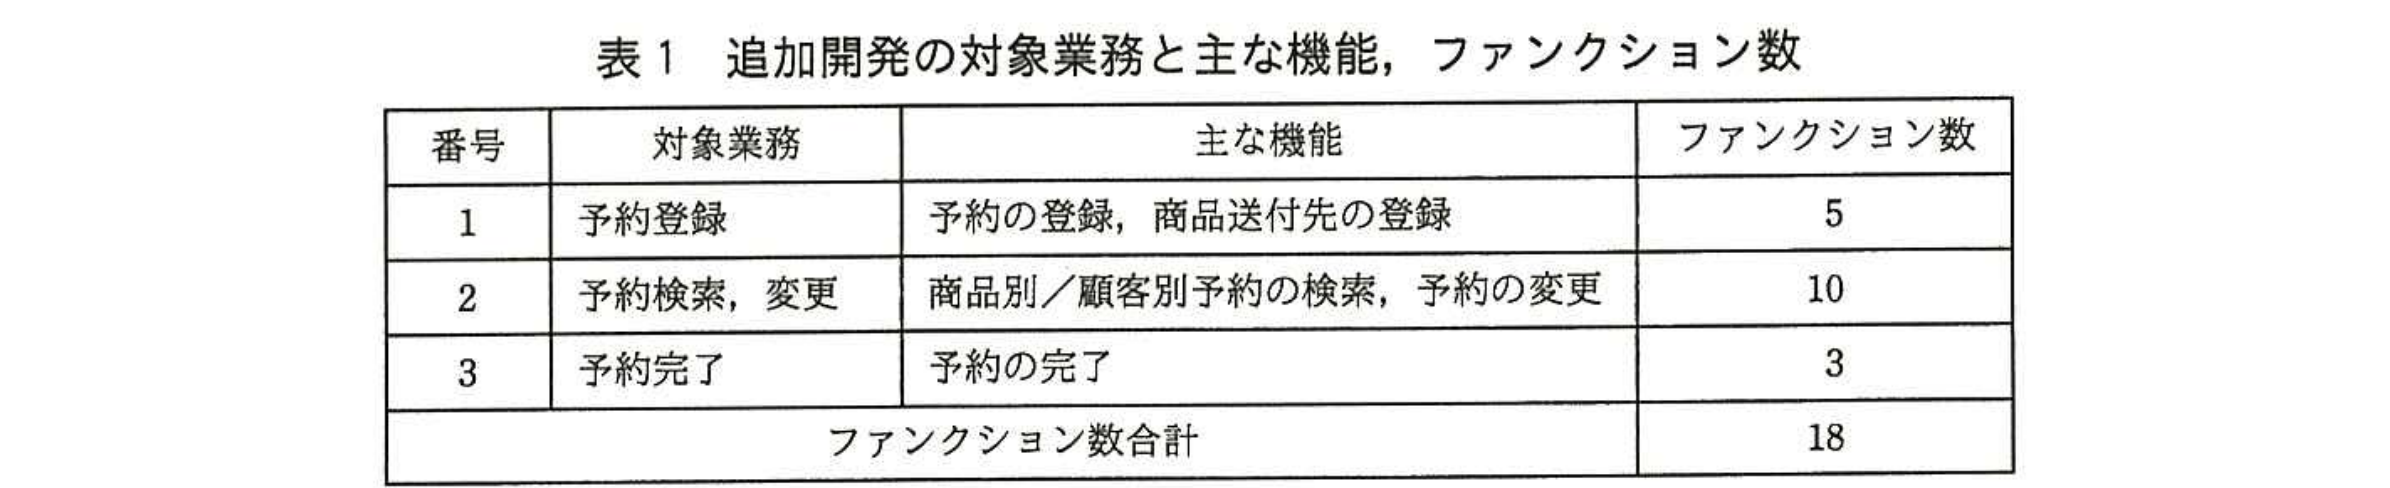 表1 追加開発の対象業務と主な機能，ファンクション数
番号 対象業務 主な機能 ファンクション数
1 予約登録 予約の登録，商品送付先の登録 5
2 予約検索，変更 商品別／顧客別予約の検索，予約の変更 10
3 予約完了 予約の完了 3
ファンクション数合計 18